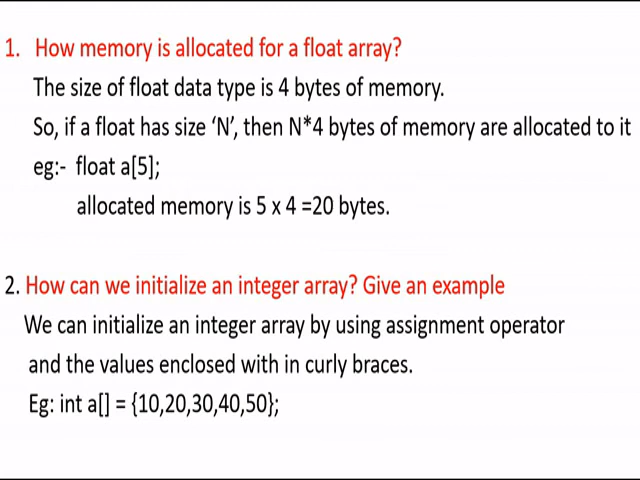 1. How memory is allocated for a float array?
The size of float data type is 4 bytes of memory.
So, if a float has size ‘N’, then N*4 bytes of memory are allocated to it
eg:- float a[5];
allocated memory is 5 x 4 =20 bytes.
2. How can we initialize an integer array? Give an example
We can initialize an integer array by using assignment operator
and the values enclosed with in curly braces.
Eg: int a[] = {10,20,30,40,50};